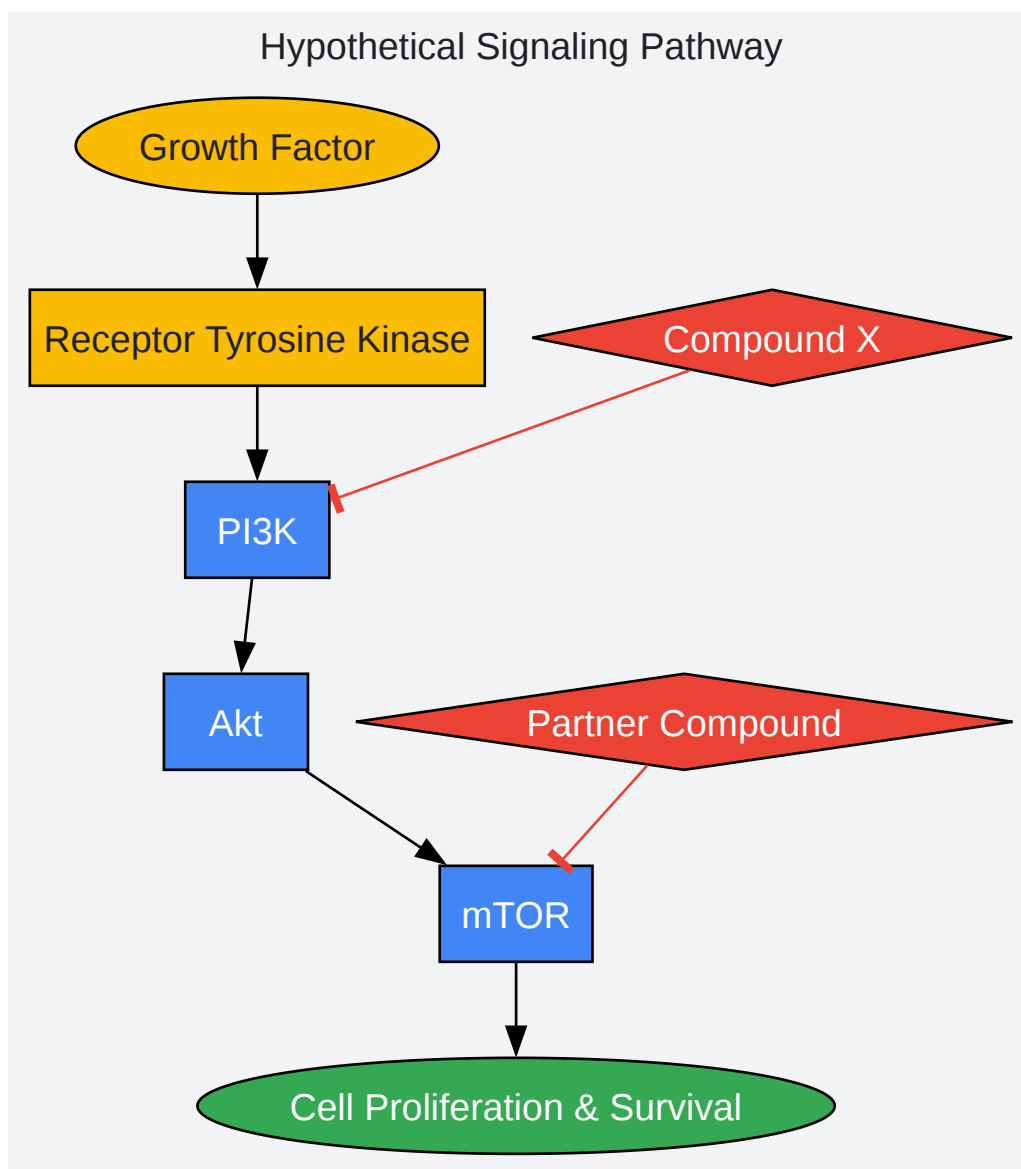 Hypothetical Signaling Pathway
Growth Factor
Receptor Tyrosine Kinase
Compound X
PI3K
Akt
Partner Compound
mTOR
Cell Proliferation & Survival